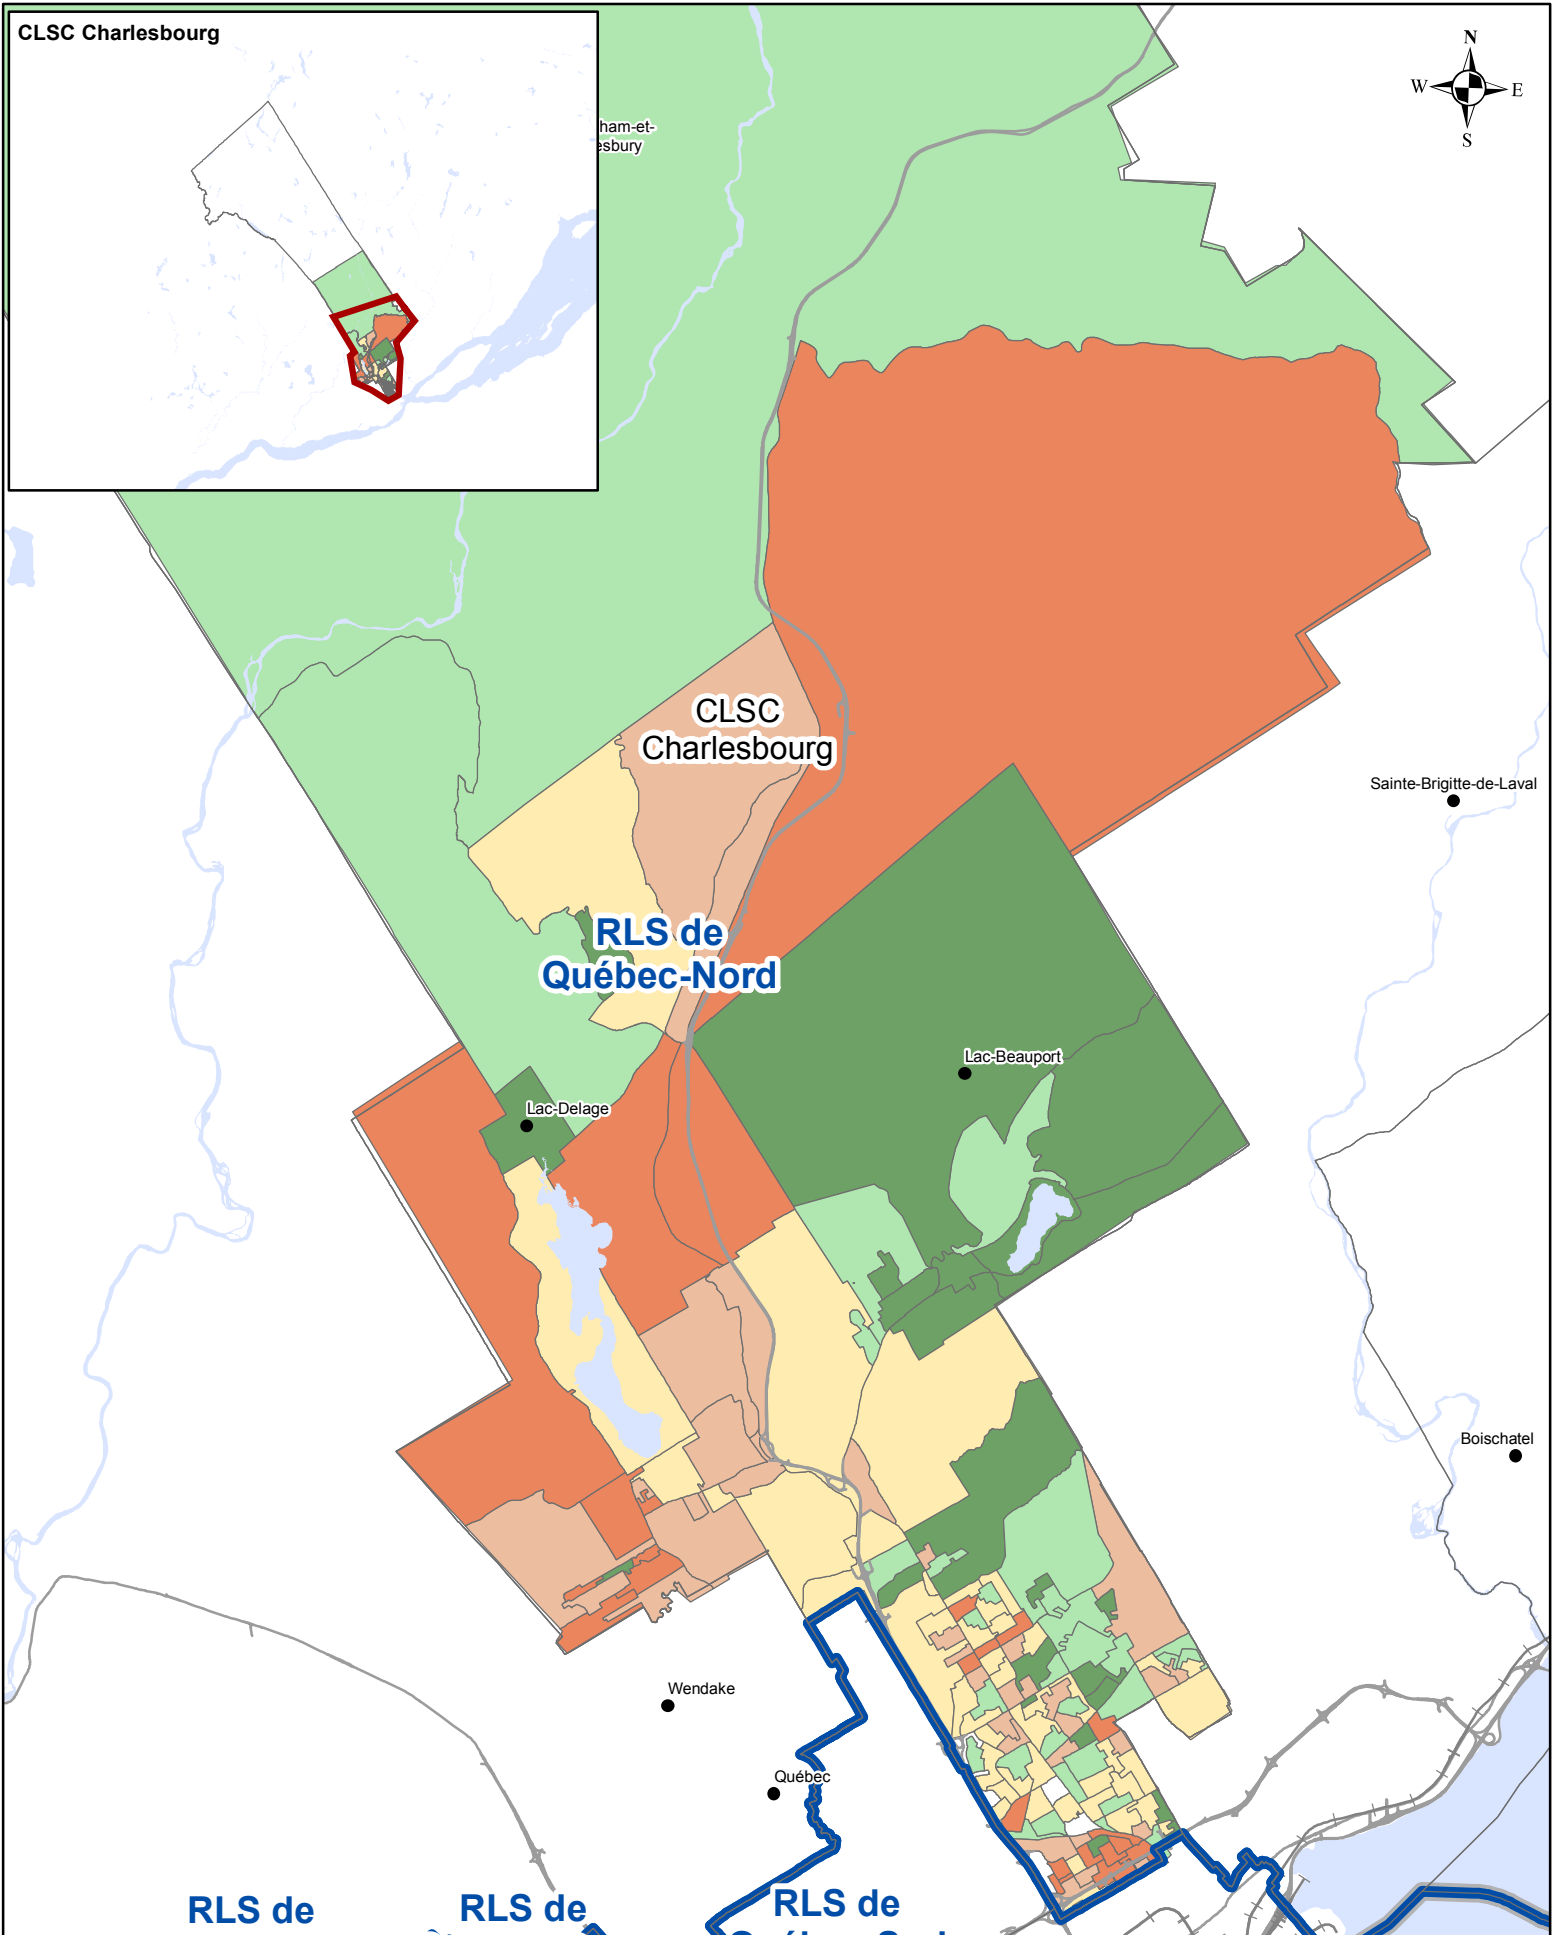 CLSC Charlesbourg
N
W
E
S
ham-et-
esbury
CLSC
Charlesbourg
Sainte-Brigitte-de-Laval
RLS de
Québec-Nord
Lac-Beauport
Lac-Delage
Boischatel
Wendake
Québec
RLS de
RLS de
RLS de